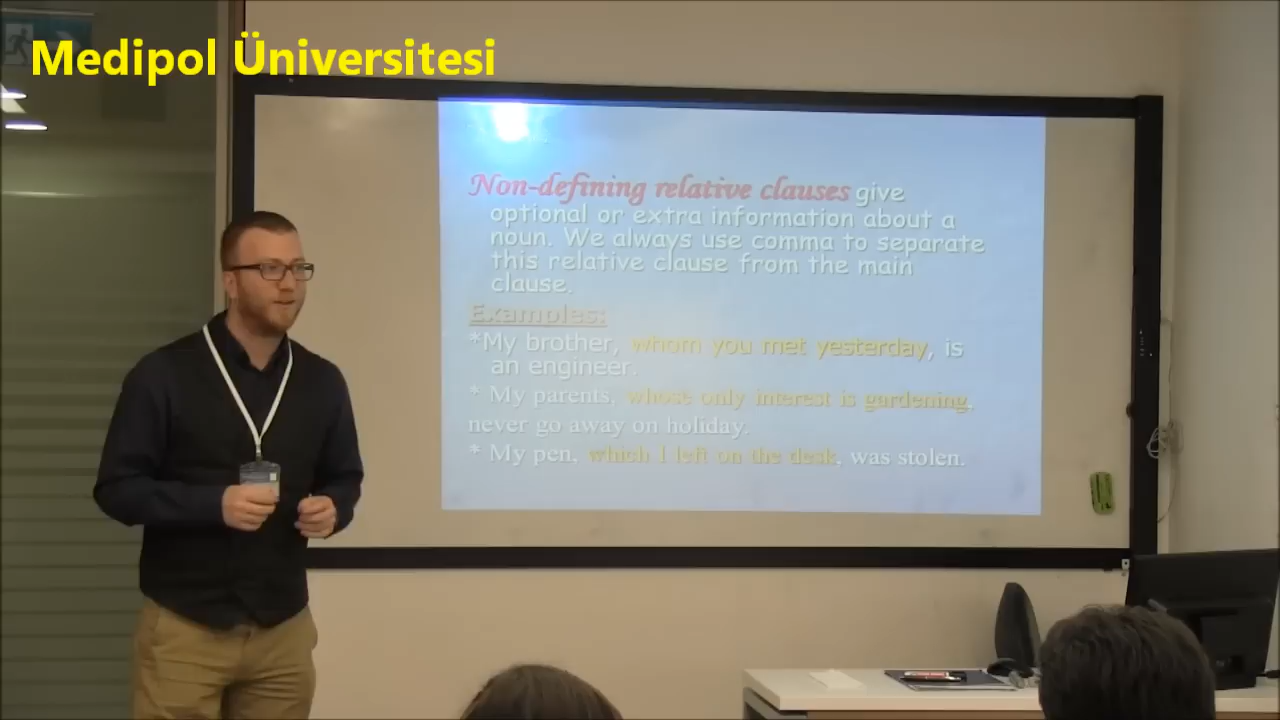 Medipol Üniversitesi
Non-defining relative clauses give
optional or extra information about a
noun. We always use comma to separate
this relative clause from the main
clause.
Examples:
*My brother, whom you met yesterday, is
an engineer.
* My parents, whose only interest is gardening,
never go away on holiday.
* My pen, which I left on the desk, was stolen.